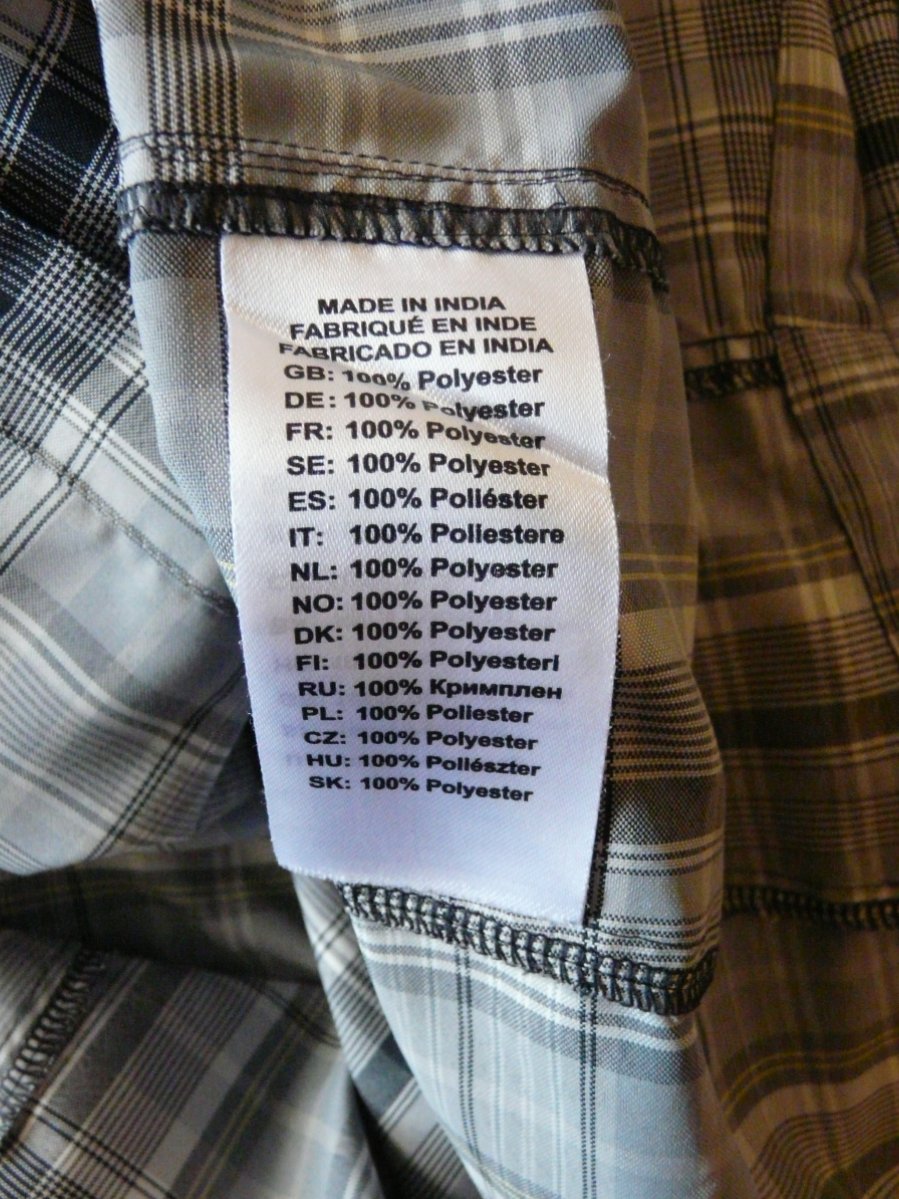 MADE IN INDIA
FABRIQUÉ EN INDE
FABRICADO EN INDIA
GB: 100% Polyester
DE: 100% Polyester
FR: 100% Polyester
SE: 100% Polyester
ES: 100% Poliéster
IT: 100% Poliestere
NL: 100% Polyester
NO: 100% Polyester
DK: 100% Polyester
FI: 100% Polyesteri
RU: 100% Кримплен
PL: 100% Poliester
CZ: 100% Polyester
HU: 100% Poliészter
SK: 100% Polyester